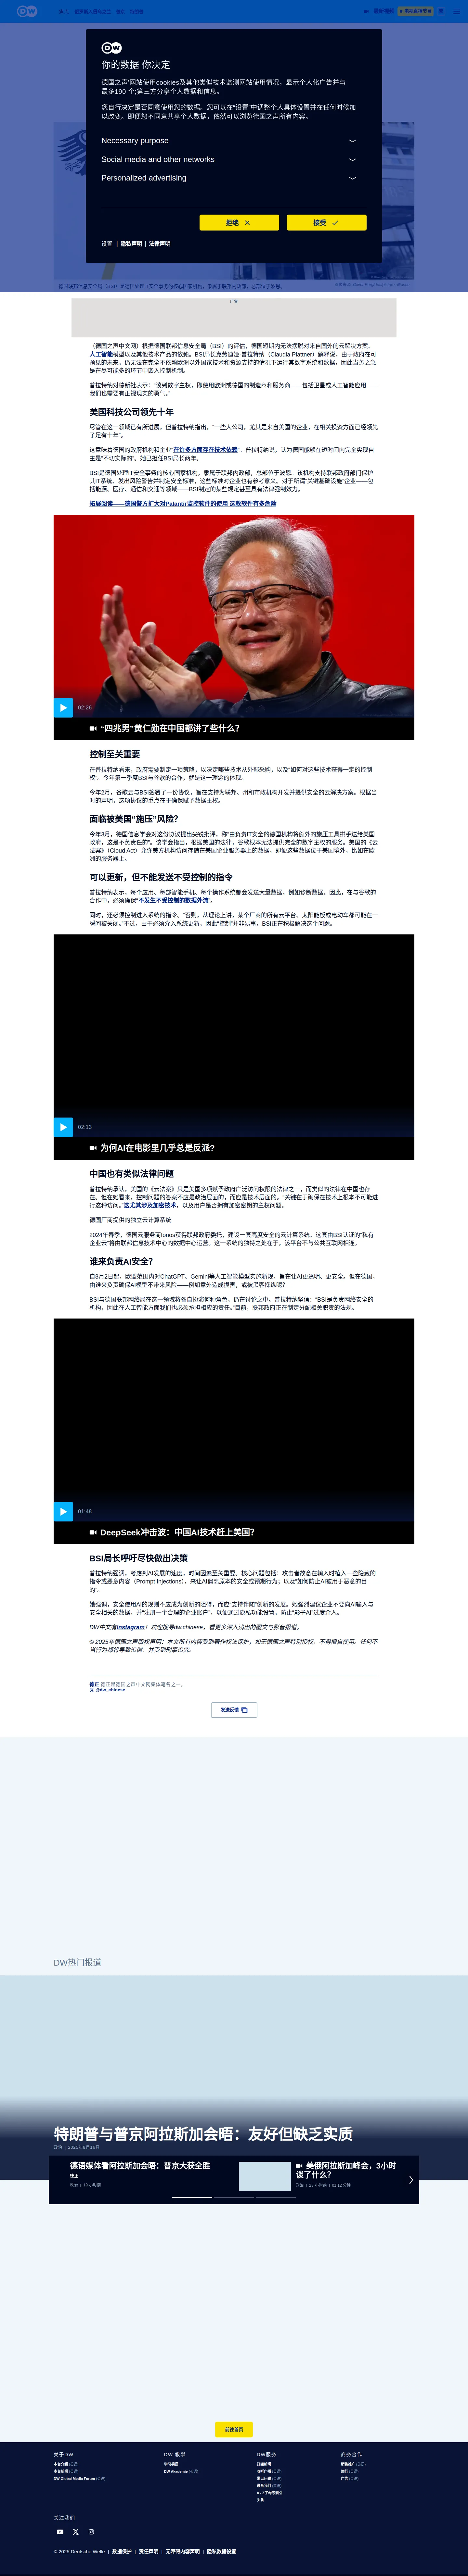 你的数据 你决定
德国之声'网站使用cookies及其他类似技术监测网站使用情况，显示个人化广告并与
最多190 个;第三方分享个人数据和信息。
您自行决定是否同意使用您的数据。您可以在"设置"中调整个人具体设置并在任何时候加
以改变。即便您不同意共享个人数据，依然可以浏览德国之声所有内容。
Necessary purpose
Social media and other networks
Personalized advertising
拒绝
接受
设置 | 隐私声明 | 法律声明
广告
（德国之声中文网）根据德国联邦信息安全局（BSI）的评估，德国短期内无法摆脱对来自国外的云解决方案、
人工智能模型以及其他技术产品的依赖。BSI局长克劳迪娅·普拉特纳（Claudia Plattner）解释说，由于政府在可
预见的未来，仍无法在完全不依赖欧洲以外国家技术和资源支持的情况下运行其数字系统和数据，因此当务之急
是在尽可能多的环节中嵌入控制机制。
普拉特纳对德新社表示："谈到数字主权，即使用欧洲或德国的制造商和服务商——包括卫星或人工智能应用——
我们也需要有正视现实的勇气。"
美国科技公司领先十年
尽管在这一领域已有所进展，但普拉特纳指出，"一些大公司，尤其是来自美国的企业，在相关投资方面已经领先
了足有十年"。
这意味着德国的政府机构和企业"在许多方面存在技术依赖"。普拉特纳说，认为德国能够在短时间内完全实现自
主是"不切实际的"。她已担任BSI局长两年。
BSI是德国处理IT安全事务的核心国家机构，隶属于联邦内政部，总部位于波恩。该机构支持联邦政府部门保护
其IT系统、发出风险警告并制定安全标准，这些标准对企业也有参考意义。对于所谓"关键基础设施"企业——包
括能源、医疗、通信和交通等领域——BSI制定的某些规定甚至具有法律强制效力。
拓展阅读——德国警方扩大对Palantir监控软件的使用 这款软件有多危险
02:26
"四兆男"黄仁勋在中国都讲了些什么？
控制至关重要
在普拉特纳看来，政府需要制定一项策略，以决定哪些技术从外部采购，以及"如何对这些技术获得一定的控制
权"。今年第一季度BSI与谷歌的合作，就是这一理念的体现。
今年2月，谷歌云与BSI签署了一份协议，旨在支持为联邦、州和市政机构开发并提供安全的云解决方案。根据当
时的声明，这项协议的重点在于确保赋予数据主权。
面临被美国"施压"风险？
今年3月，德国信息学会对这份协议提出尖锐批评，称"由负责IT安全的德国机构将额外的施压工具拱手送给美国
政府，这是不负责任的"。该学会指出，根据美国的法律，谷歌根本无法提供完全的数字主权的服务。美国的《云
法案》（Cloud Act）允许美方机构访问存储在美国企业服务器上的数据，即便这些数据位于美国境外，比如在欧
洲的服务器上。
可以更新，但不能发送不受控制的指令
普拉特纳表示，每个应用、每部智能手机、每个操作系统都会发送大量数据，例如诊断数据。因此，在与谷歌的
合作中，必须确保"不发生不受控制的数据外流"。
同时，还必须控制进入系统的指令。"否则，从理论上讲，某个厂商的所有云平台、太阳能板或电动车都可能在一
瞬间被关闭。"不过，由于必须介入系统更新，因此"控制"并非易事，BSI正在积极解决这个问题。
02:13
为何AI在电影里几乎总是反派?
中国也有类似法律问题
普拉特纳承认，美国的《云法案》只是美国多项赋予政府广泛访问权限的法律之一，而类似的法律在中国也存
在。但在她看来，控制问题的答案不应是政治层面的，而应是技术层面的。"关键在于确保在技术上根本不可能进
行这种访问。"这尤其涉及加密技术，以及用户是否拥有加密密钥的主权问题。
德国厂商提供的独立云计算系统
2024年春季，德国云服务商Ionos获得联邦政府委托，建设一套高度安全的云计算系统。这套由BSI认证的"私有
企业云"将由联邦信息技术中心的数据中心运营。这一系统的独特之处在于，该平台不与公共互联网相连。
谁来负责AI安全？
自8月2日起，欧盟范围内对ChatGPT、Gemini等人工智能模型实施新规，旨在让AI更透明、更安全。但在德国，
由谁来负责确保AI模型不带来风险——例如意外造成损害，或被黑客操纵呢?
BSI与德国联邦网络局在这一领域将各自扮演何种角色，仍在讨论之中。普拉特纳坚信："BSI是负责网络安全的
机构，因此在人工智能方面我们也必须承担相应的责任。"目前，联邦政府正在制定分配相关职责的法规。
01:48
DeepSeek冲击波：中国AI技术赶上美国?
BSI局长呼吁尽快做出决策
普拉特纳强调，考虑到AI发展的速度，时间因素至关重要。核心问题包括：攻击者故意在输入时植入一些隐藏的
指令或恶意内容（Prompt Injections），来让AI偏离原本的安全或预期行为；以及"如何防止AI被用于恶意的目
的"。
她强调，安全使用AI的规则不应成为创新的阻碍，而应"支持伴随"创新的发展。她强烈建议企业不要向AI输入与
安全相关的数据，并"注册一个合理的企业账户"，以便通过隐私功能设置，防止"影子AI"过度介入。
DW中文有Instagram！欢迎搜寻dw.chinese，看更多深入浅出的图文与影音报道。
© 2025年德国之声版权声明：本文所有内容受到著作权法保护，如无德国之声特别授权，不得擅自使用。任何不
当行为都将导致追偿，并受到刑事追究。
德正 德正是德国之声中文网集体笔名之一。
@dw_chinese
发送反馈
DW热门报道
特朗普与普京阿拉斯加会晤：友好但缺乏实质
政治 | 2025年8月16日
德语媒体看阿拉斯加会晤：普京大获全胜
德正
政治 | 19 小时前
美俄阿拉斯加峰会，3小时
谈了什么?
前往首页
关于DW
DW 教學
DW服务
商务合作
DW Akademie (英语)
DW Global Media Forum (英语)
关注我们
© 2025 Deutsche Welle | 数据保护 | 责任声明 | 无障碍内容声明 | 隐私数据设置